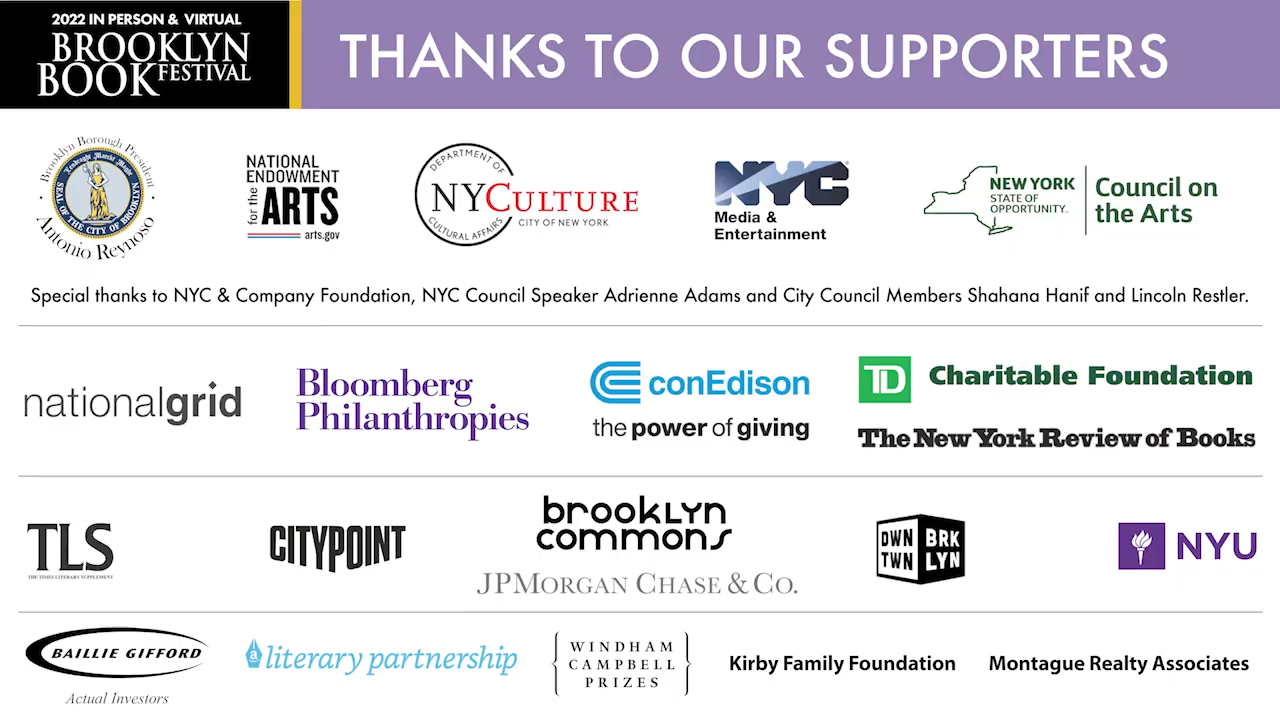 2022 IN PERSON & VIRTUAL
BROOKLYN
BOOK FESTIVAL
THANKS TO OUR SUPPORTERS
Brooklyn Borough President
Eendraght Maeckt Maght
SEAL OF THE CITY OF BROOKLYN
Antonio Reynoso
NATIONAL
ENDOWMENT
for the
ARTS
arts.gov
DEPARTMENT OF
NYCULTURE
CITY OF NEW YORK
CULTURAL AFFAIRS
NYC®
Media &
Entertainment
NEW YORK
STATE OF
OPPORTUNITY™
Council on
the Arts
Special thanks to NYC & Company Foundation, NYC Council Speaker Adrienne Adams and City Council Members Shahana Hanif and Lincoln Restler.
nationalgrid
Bloomberg
Philanthropies
conEdison
the power of giving
TD Charitable Foundation
The New York Review of Books
TLS
THE TIMES LITERARY SUPPLEMENT
CITYPOINT
brooklyn
commons
JPMORGAN CHASE & CO.
DWN
TWN
BRK
LYN
NYU
BAILLIE GIFFORD
Actual Investors
a literary partnership
WINDHAM
CAMPBELL
PRIZES
Kirby Family Foundation
Montague Realty Associates